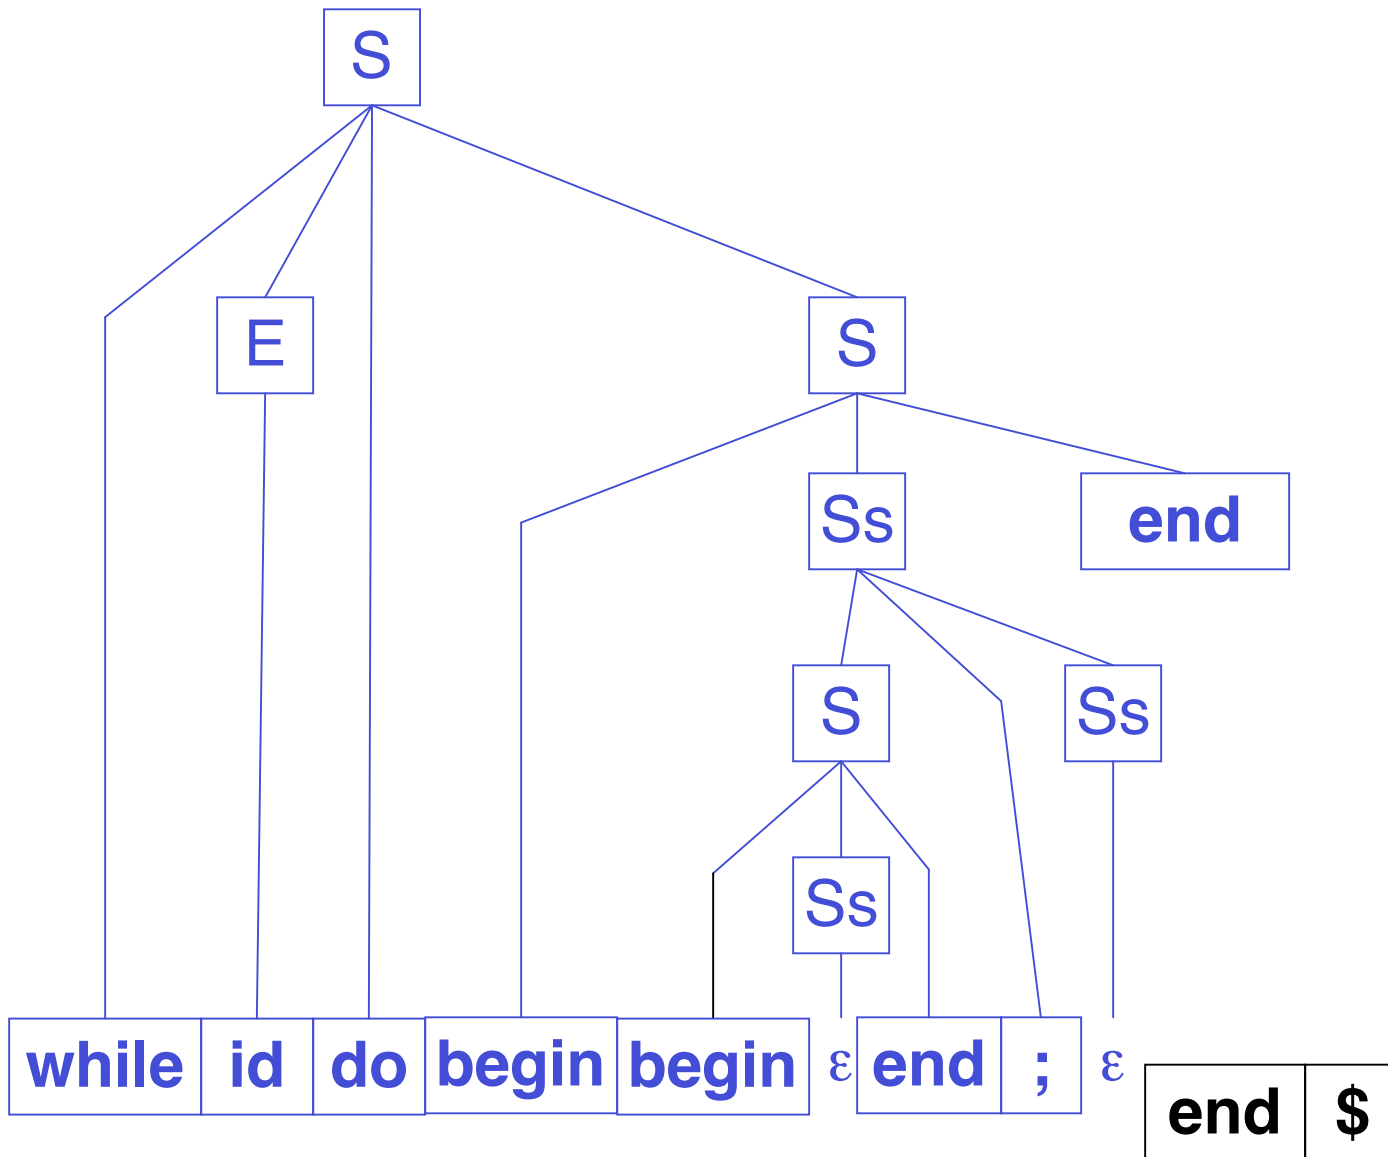 S
E S
Ss end
S Ss
Ss
while id do begin begin ε end ; ε
end $